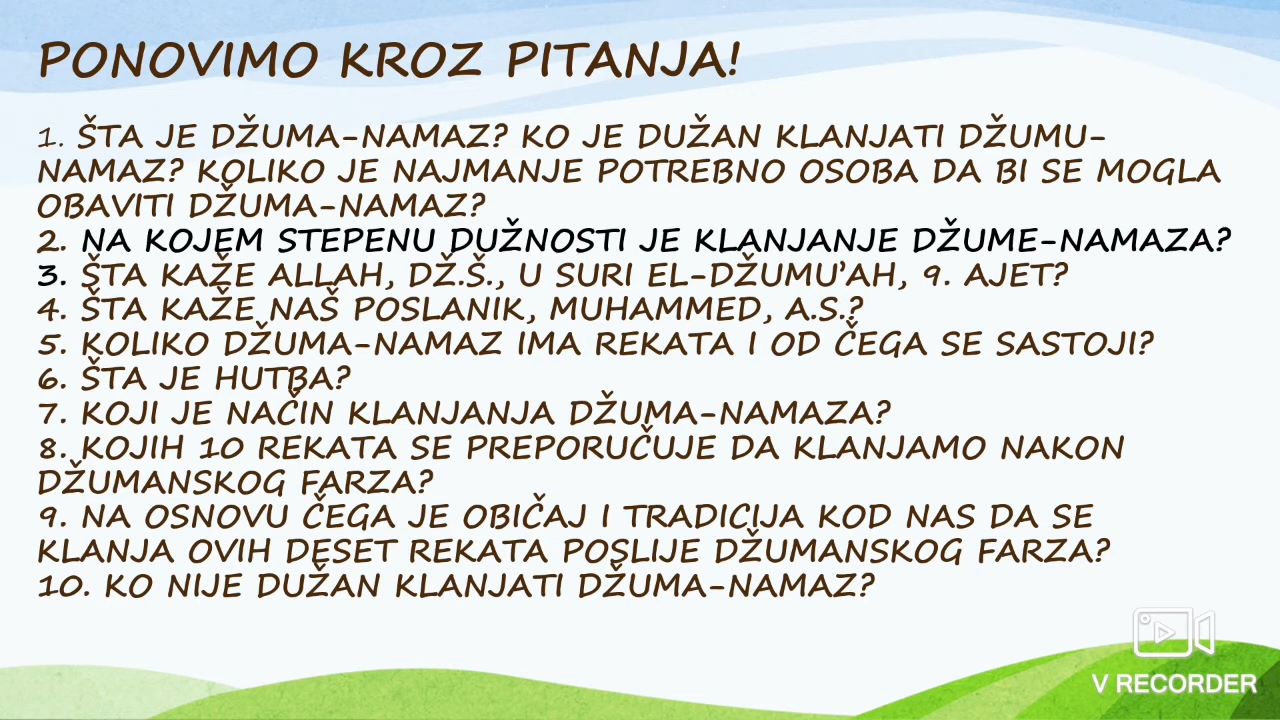 PONOVIMO KROZ PITANJA!
1. ŠTA JE DŽUMA-NAMAZ? KO JE DUŽAN KLANJATI DŽUMU-
NAMAZ? KOLIKO JE NAJMANJE POTREBNO OSOBA DA BI SE MOGLA
OBAVITI DŽUMA-NAMAZ?
2. NA KOJEM STEPENU DUŽNOSTI JE KLANJANJE DŽUME-NAMAZA?
3. ŠTA KAŽE ALLAH, DŽ.Š., U SURI EL-DŽUMU’AH, 9. AJET?
4. ŠTA KAŽE NAŠ POSLANIK, MUHAMMED, A.S.?
5. KOLIKO DŽUMA-NAMAZ IMA REKATA I OD ČEGA SE SASTOJI?
6. ŠTA JE HUTBA?
7. KOJI JE NAČIN KLANJANJA DŽUMA-NAMAZA?
8. KOJIH 10 REKATA SE PREPORUČUJE DA KLANJAMO NAKON
DŽUMANSKOG FARZA?
9. NA OSNOVU ČEGA JE OBIČAJ I TRADICIJA KOD NAS DA SE
KLANJA OVIH DESET REKATA POSLIJE DŽUMANSKOG FARZA?
10. KO NIJE DUŽAN KLANJATI DŽUMA-NAMAZ?
V RECORDER